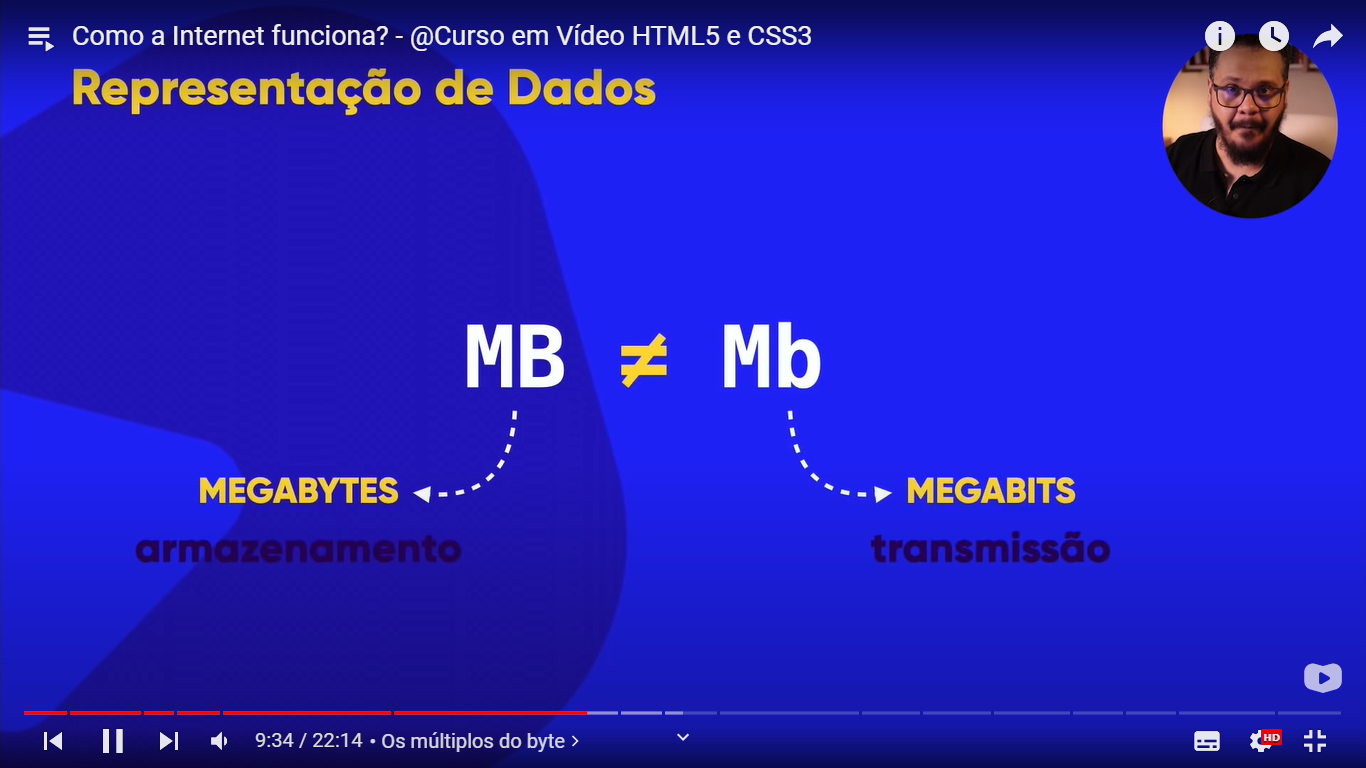 Como a Internet funciona? - @Curso em Vídeo HTML5 e CSS3
Representação de Dados
MB ≠ Mb
MEGABYTES MEGABITS
armazenamento transmissão
9:34 / 22:14 • Os múltiplos do byte
HD